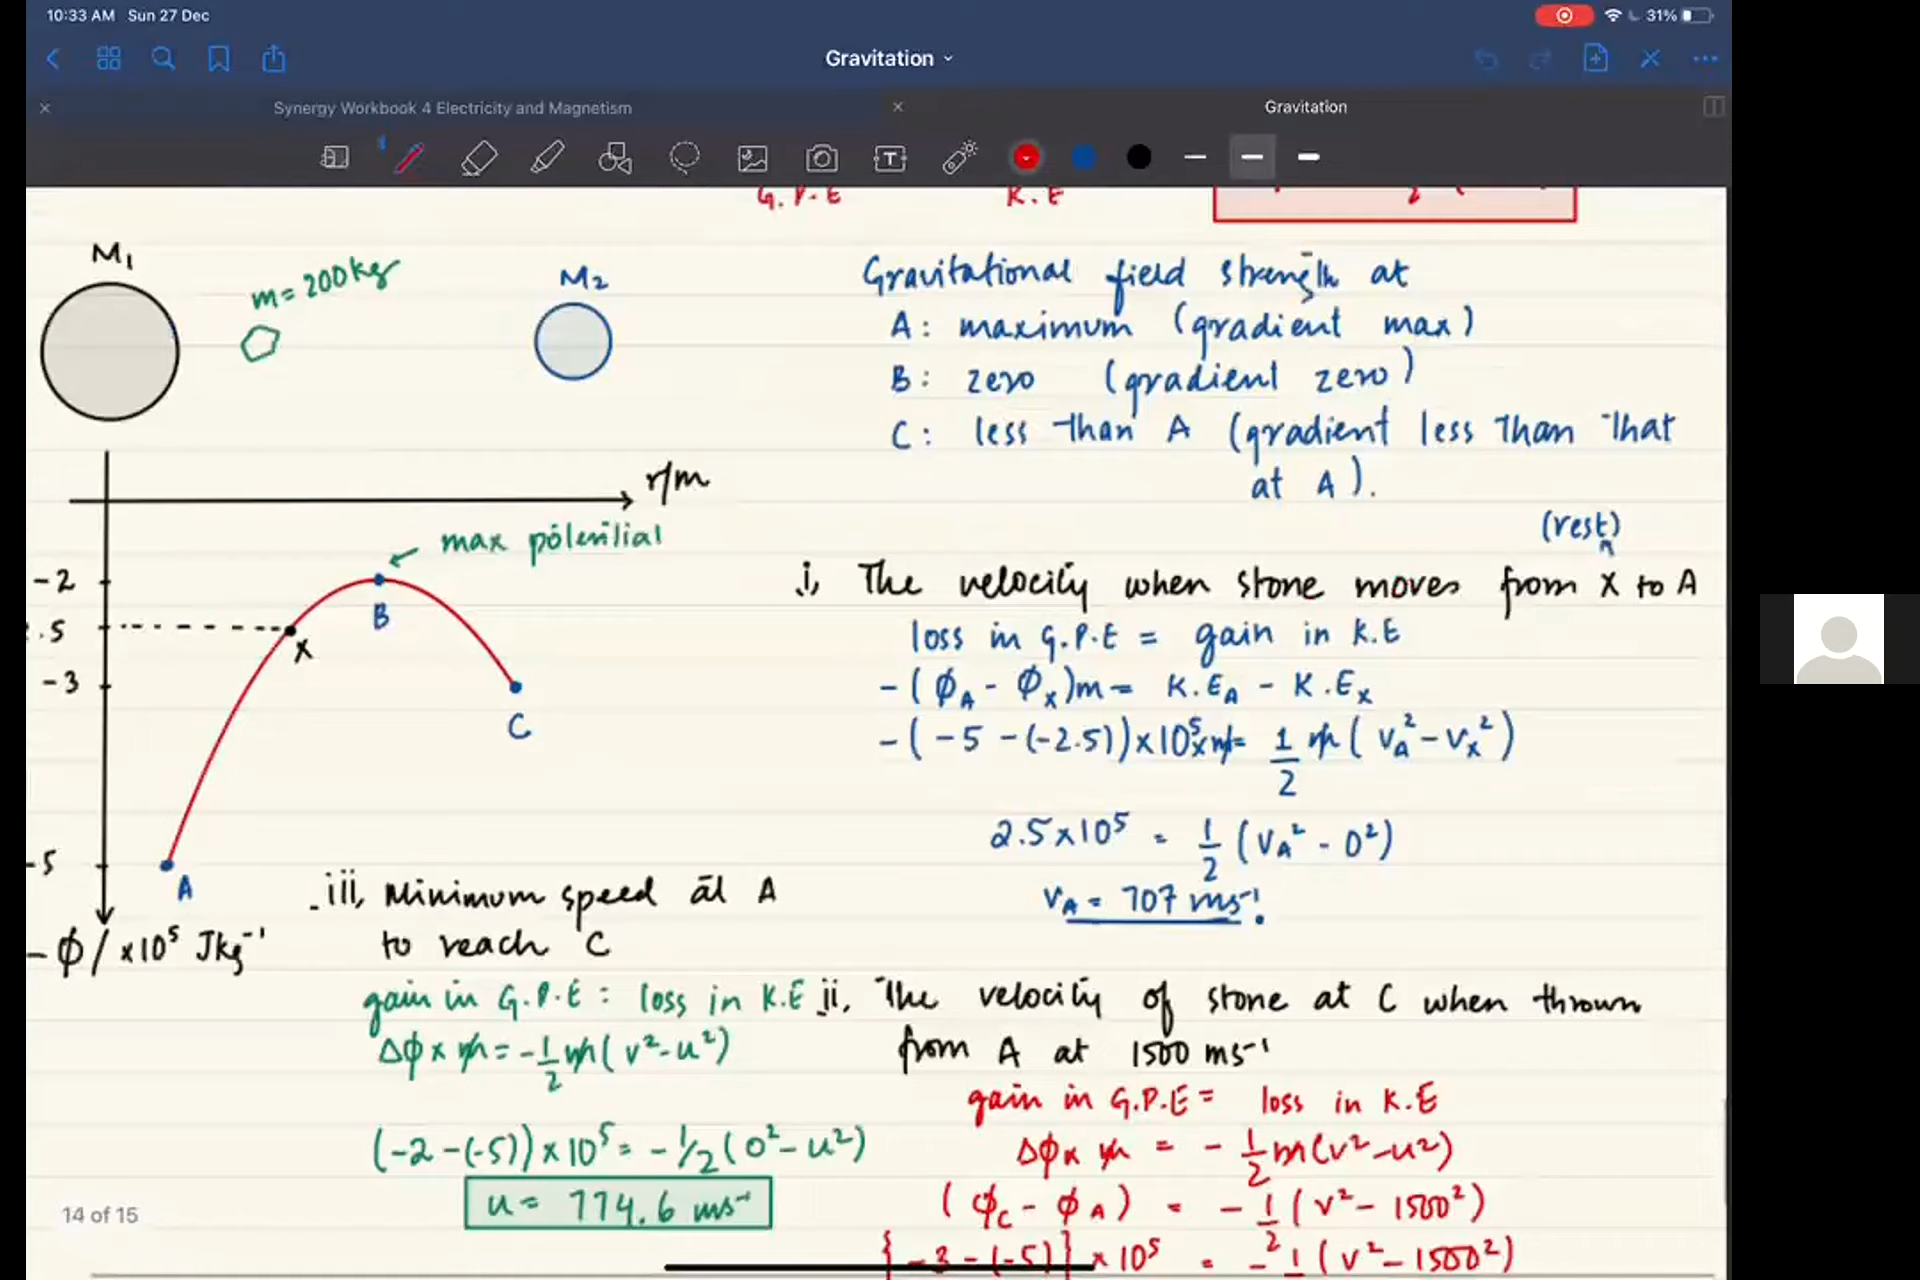 10:33 AM Sun 27 Dec
31%
Gravitation
Synergy Workbook 4 Electricity and Magnetism
Gravitation
G.P.E K.E
M1
m = 200kg
M2
Gravitational field strength at
A: maximum (gradient max)
B: zero (gradient zero)
C: less than A (gradient less than that
at A).
r/m
max potential
-2
B
.5
X
-3
C
-5
A
- φ / ×10⁵ Jkg⁻¹
(rest)
i, The velocity when stone moves from X to A
loss in G.P.E = gain in K.E
-(φA - φx)m = K.EA - K.Ex
-(-5 -(-2.5))×10⁵×m = 1/2 m (vA² - vx²)
2.5×10⁵ = 1/2 (vA² - 0²)
vA = 707 ms⁻¹.
iii, Minimum speed at A
to reach C
gain in G.P.E = loss in K.E
Δφ × m = -1/2 m (v² - u²)
(-2 -(-5)) × 10⁵ = -1/2 (0² - u²)
u = 774.6 ms⁻¹
ii, The velocity of stone at C when thrown
from A at 1500 ms⁻¹
gain in G.P.E = loss in K.E
Δφ × m = -1/2 m (v² - u²)
(φC - φA) = -1/2 (v² - 1500²)
{-3 -(-5)} × 10⁵ = -1/2 (v² - 1500²)
14 of 15